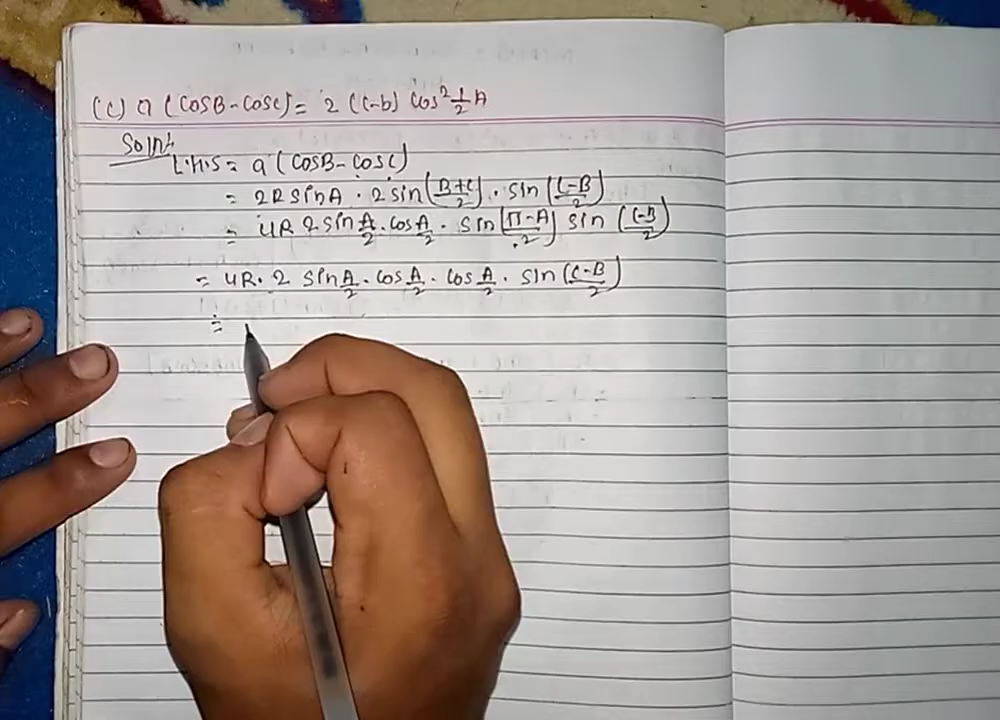 (C) a (CosB - Cosc) = 2 (c-b) Cos² 1/2 A
Soln:
L.H.S = a (CosB - CosC)
= 2R sinA · 2 sin (B+C/2) · sin (C-B/2)
= 4R 2 sin A/2 · cos A/2 · sin (π-A/2) sin (C-B/2)
= 4R · 2 sin A/2 · cos A/2 · cos A/2 · sin (C-B/2)
=